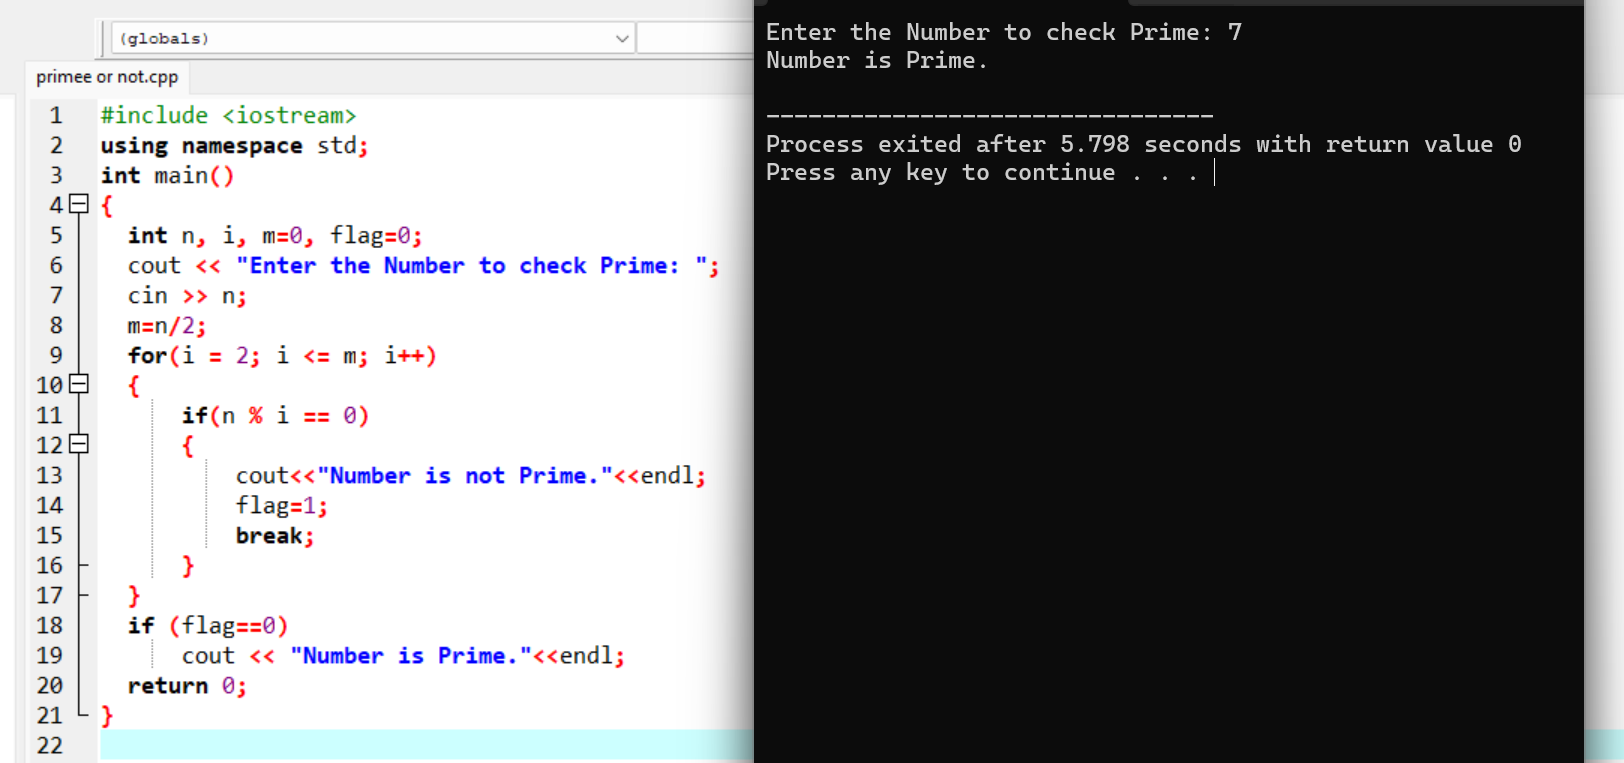 (globals)
primee or not.cpp
1 #include <iostream>
2 using namespace std;
3 int main()
4 {
5 int n, i, m=0, flag=0;
6 cout << "Enter the Number to check Prime: ";
7 cin >> n;
8 m=n/2;
9 for(i = 2; i <= m; i++)
10 {
11 if(n % i == 0)
12 {
13 cout<<"Number is not Prime."<<endl;
14 flag=1;
15 break;
16 }
17 }
18 if (flag==0)
19 cout << "Number is Prime."<<endl;
20 return 0;
21 }
22
Enter the Number to check Prime: 7
Number is Prime.
--------------------------------
Process exited after 5.798 seconds with return value 0
Press any key to continue . . .